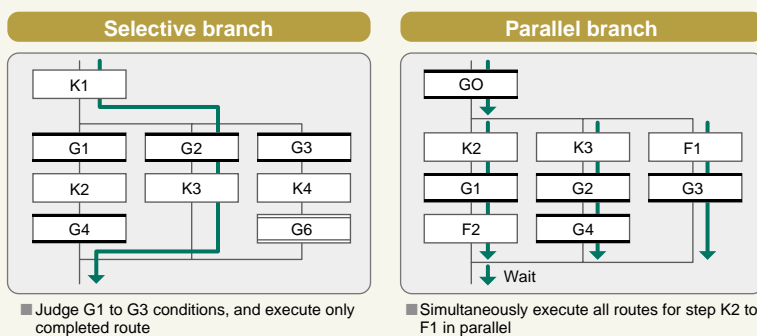 Selective branch
K1
G1 G2 G3
K2 K3 K4
G4 G6
■ Judge G1 to G3 conditions, and execute only
completed route
Parallel branch
GO
K2 K3 F1
G1 G2 G3
F2 G4
Wait
■ Simultaneously execute all routes for step K2 to
F1 in parallel